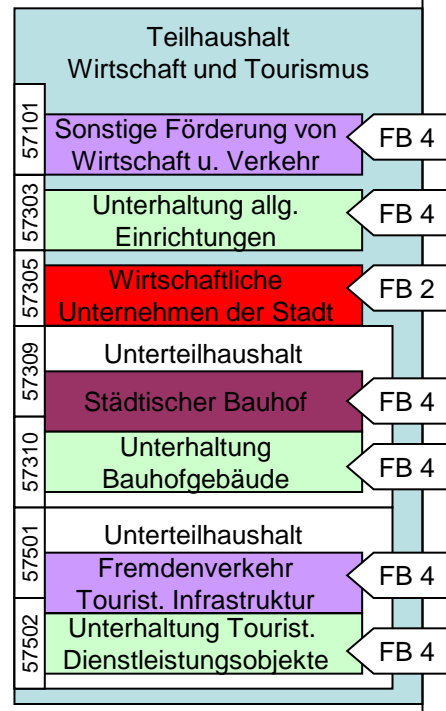 Teilhaushalt
Wirtschaft und Tourismus
57101
Sonstige Förderung von
Wirtschaft u. Verkehr
FB 4
57303
Unterhaltung allg.
Einrichtungen
FB 4
57305
Wirtschaftliche
Unternehmen der Stadt
FB 2
57309
Unterteilhaushalt
Städtischer Bauhof
FB 4
57310
Unterhaltung
Bauhofgebäude
FB 4
57501
Unterteilhaushalt
Fremdenverkehr
Tourist. Infrastruktur
FB 4
57502
Unterhaltung Tourist.
Dienstleistungsobjekte
FB 4